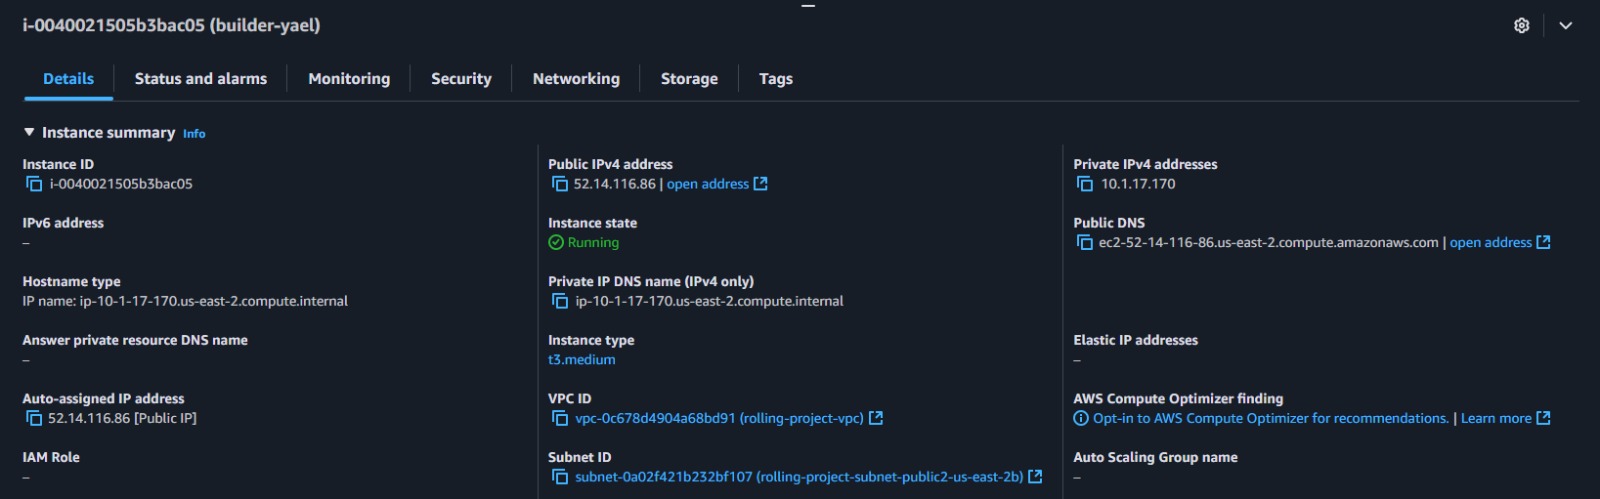 i-0040021505b3bac05 (builder-yael)
Details Status and alarms Monitoring Security Networking Storage Tags
Instance summary Info
Instance ID
i-0040021505b3bac05
Public IPv4 address
52.14.116.86 | open address
Private IPv4 addresses
10.1.17.170
IPv6 address
–
Instance state
Running
Public DNS
ec2-52-14-116-86.us-east-2.compute.amazonaws.com | open address
Hostname type
IP name: ip-10-1-17-170.us-east-2.compute.internal
Private IP DNS name (IPv4 only)
ip-10-1-17-170.us-east-2.compute.internal
Answer private resource DNS name
–
Instance type
t3.medium
Elastic IP addresses
–
Auto-assigned IP address
52.14.116.86 [Public IP]
VPC ID
vpc-0c678d4904a68bd91 (rolling-project-vpc)
AWS Compute Optimizer finding
Opt-in to AWS Compute Optimizer for recommendations. | Learn more
IAM Role
–
Subnet ID
subnet-0a02f421b232bf107 (rolling-project-subnet-public2-us-east-2b)
Auto Scaling Group name
–